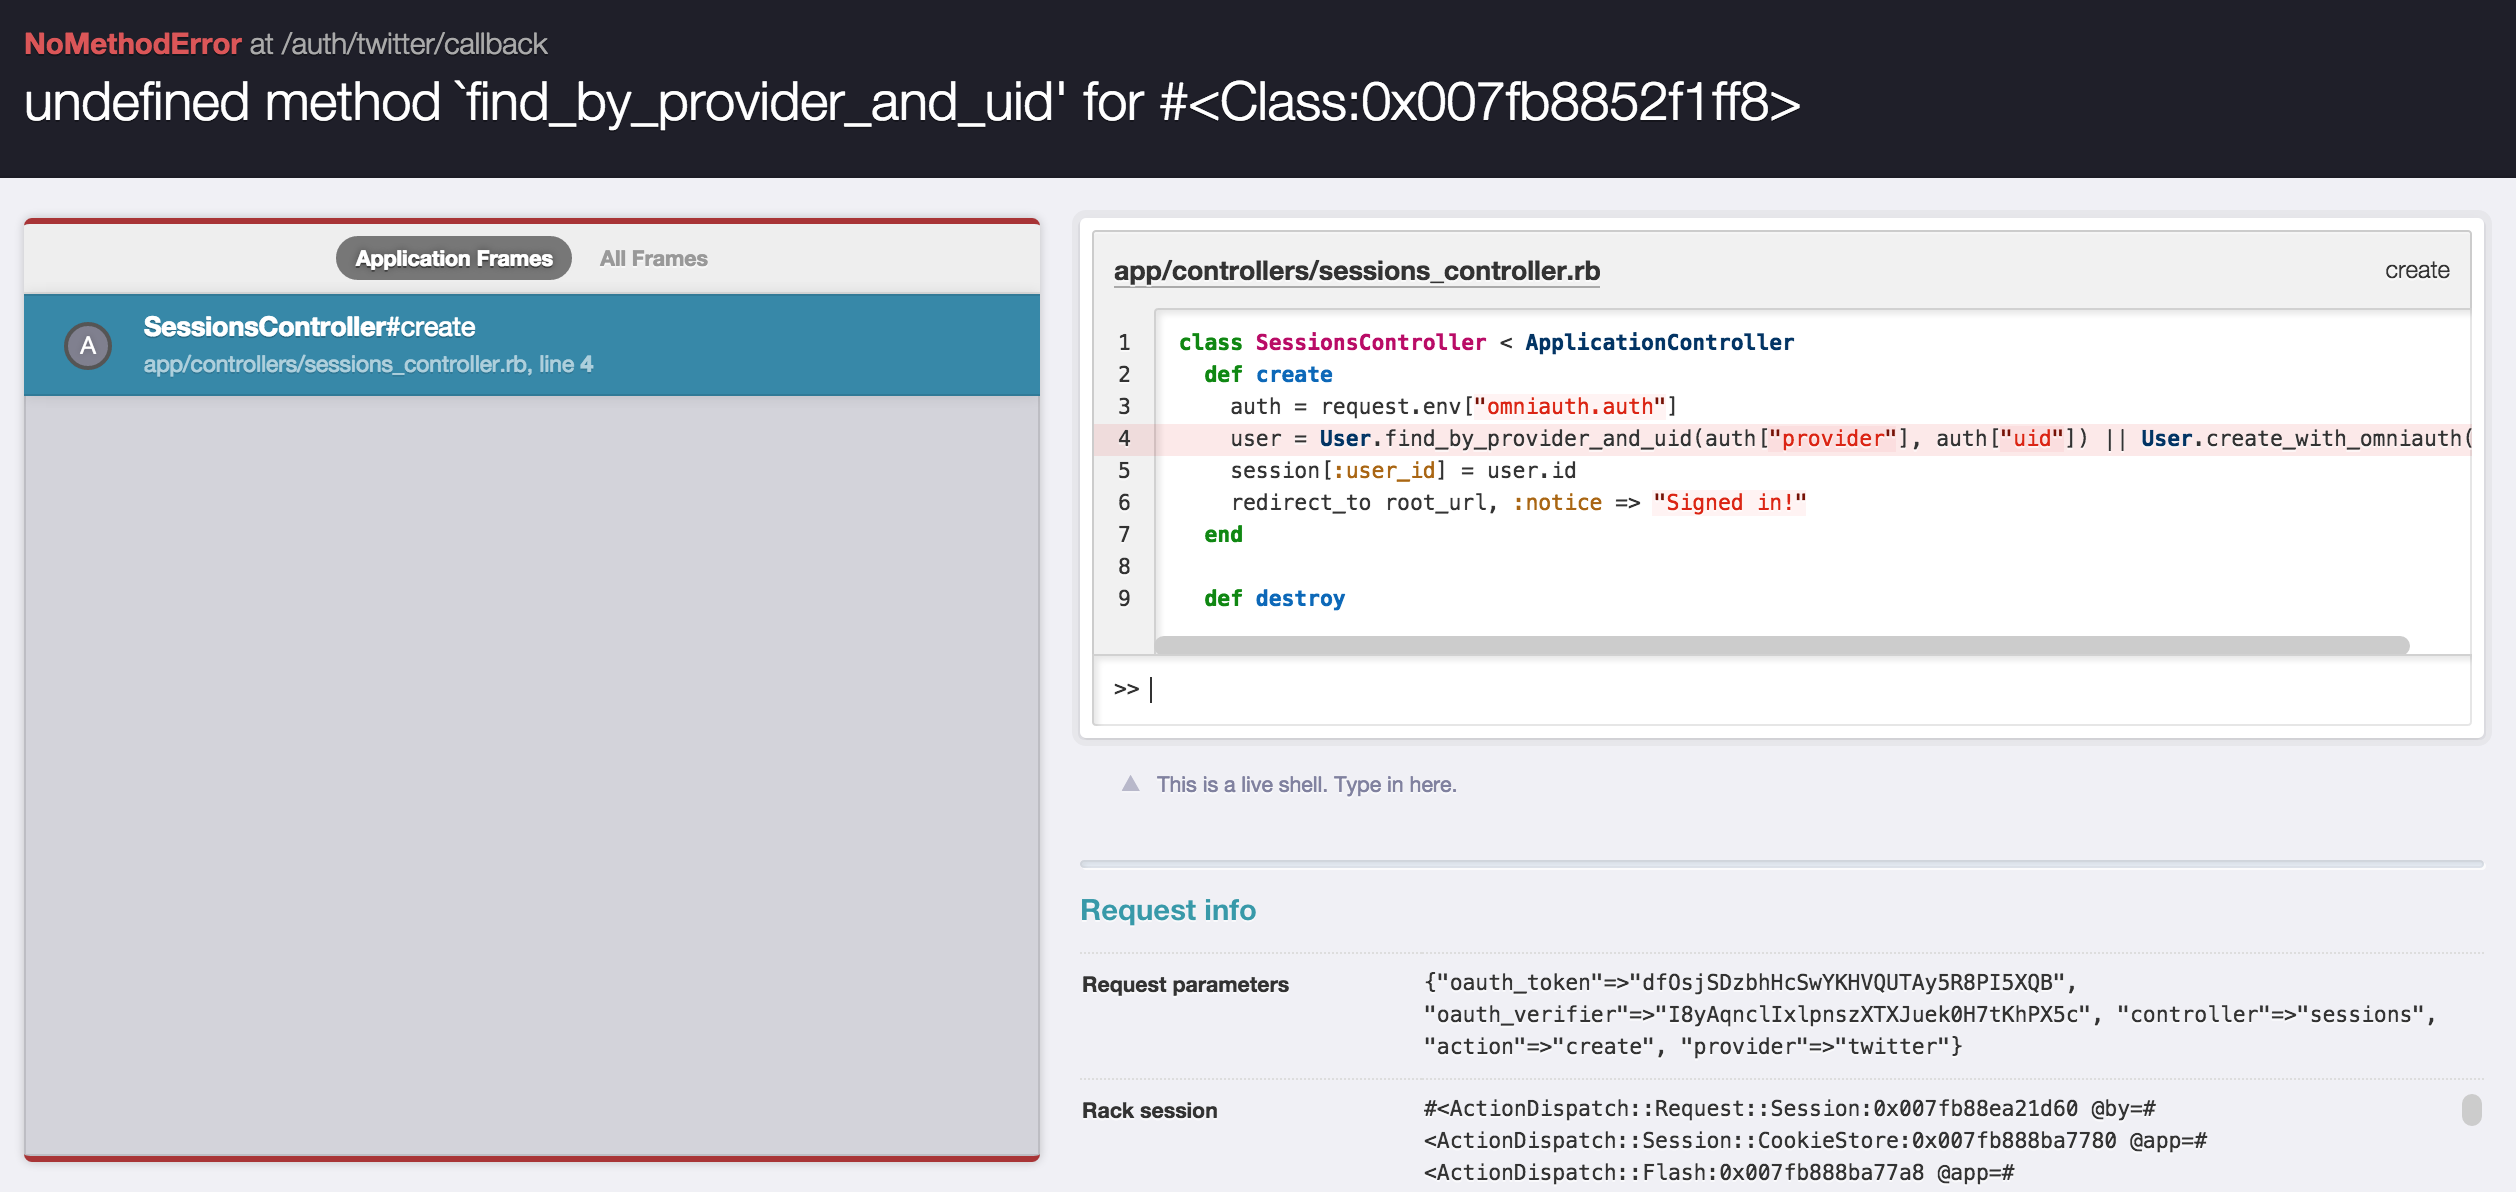 NoMethodError at /auth/twitter/callback
undefined method `find_by_provider_and_uid' for #<Class:0x007fb8852f1ff8>
Application Frames All Frames
A
SessionsController#create
app/controllers/sessions_controller.rb, line 4
app/controllers/sessions_controller.rb create
1 class SessionsController < ApplicationController
2 def create
3 auth = request.env["omniauth.auth"]
4 user = User.find_by_provider_and_uid(auth["provider"], auth["uid"]) || User.create_with_omniauth(
5 session[:user_id] = user.id
6 redirect_to root_url, :notice => "Signed in!"
7 end
8
9 def destroy
>>
▲ This is a live shell. Type in here.
Request info
Request parameters {"oauth_token"=>"dfOsjSDzbhHcSwYKHVQUTAy5R8PI5XQB",
"oauth_verifier"=>"I8yAqnclIxlpnszXTXJuek0H7tKhPX5c", "controller"=>"sessions",
"action"=>"create", "provider"=>"twitter"}
Rack session #<ActionDispatch::Request::Session:0x007fb88ea21d60 @by=#
<ActionDispatch::Session::CookieStore:0x007fb888ba7780 @app=#
<ActionDispatch::Flash:0x007fb888ba77a8 @app=#